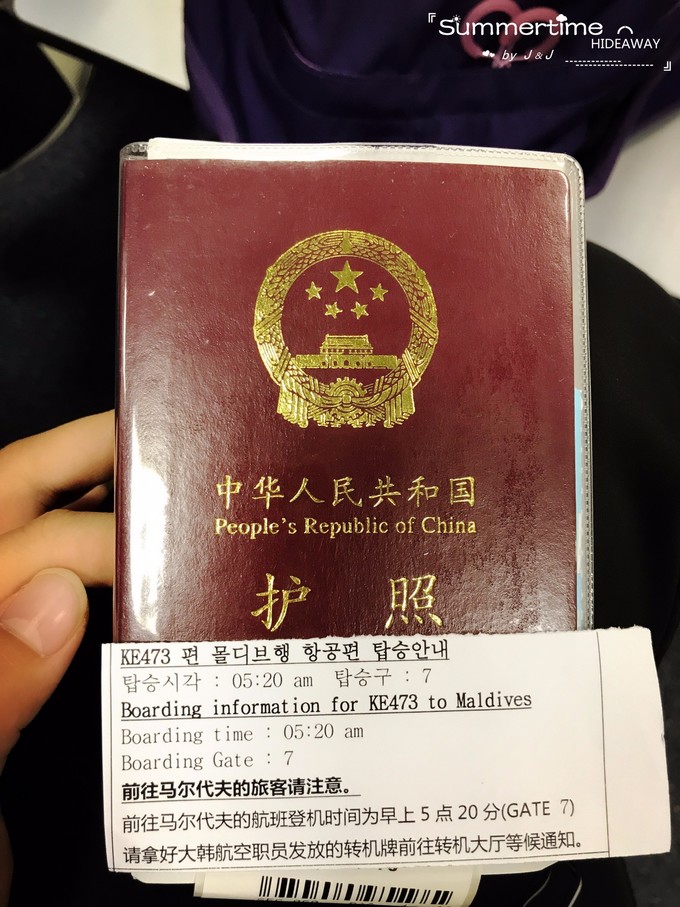 『Summertime
HIDEAWAY
by J & J
』
中华人民共和国
People's Republic of China
护 照
KE473 편 몰디브행 항공편 탑승안내
탑승시각 : 05:20 am 탑승구 : 7
Boarding information for KE473 to Maldives
Boarding time : 05:20 am
Boarding Gate : 7
前往马尔代夫的旅客请注意。
前往马尔代夫的航班登机时间为早上 5 点 20 分(GATE 7)
请拿好大韩航空职员发放的转机牌前往转机大厅等候通知。